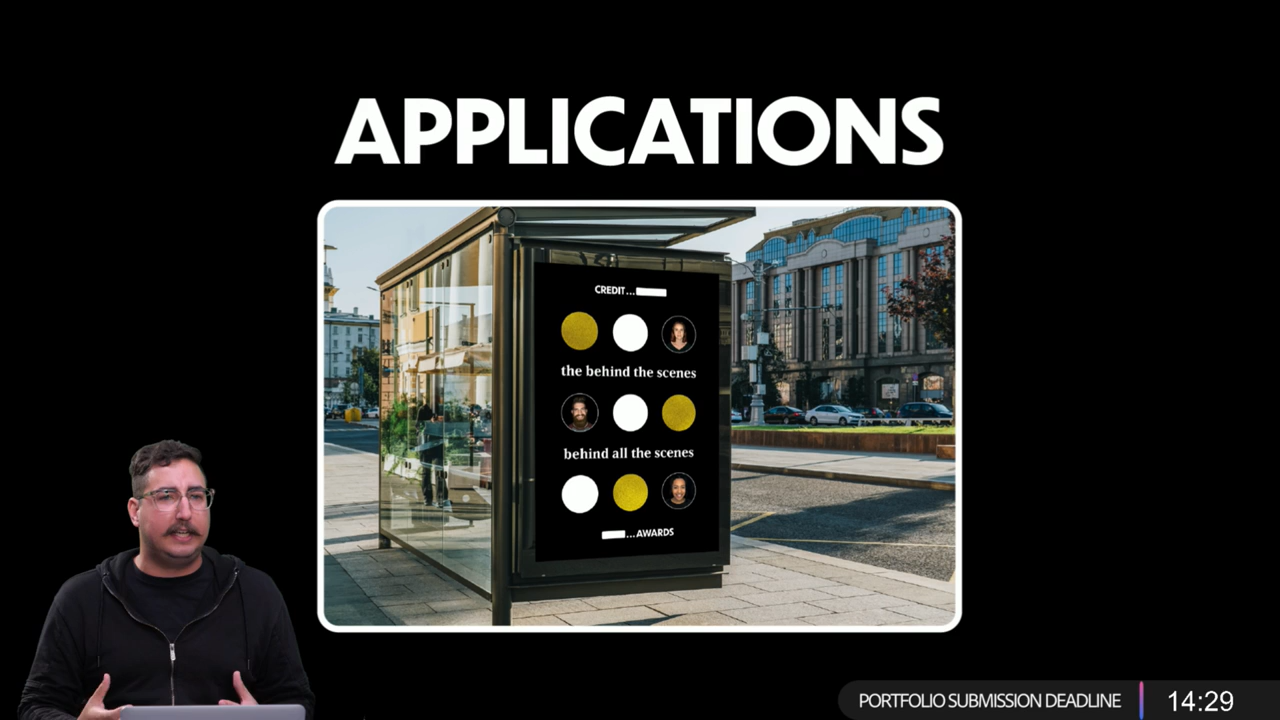 APPLICATIONS
CREDIT...
the behind the scenes
behind all the scenes
...AWARDS
PORTFOLIO SUBMISSION DEADLINE
14:29